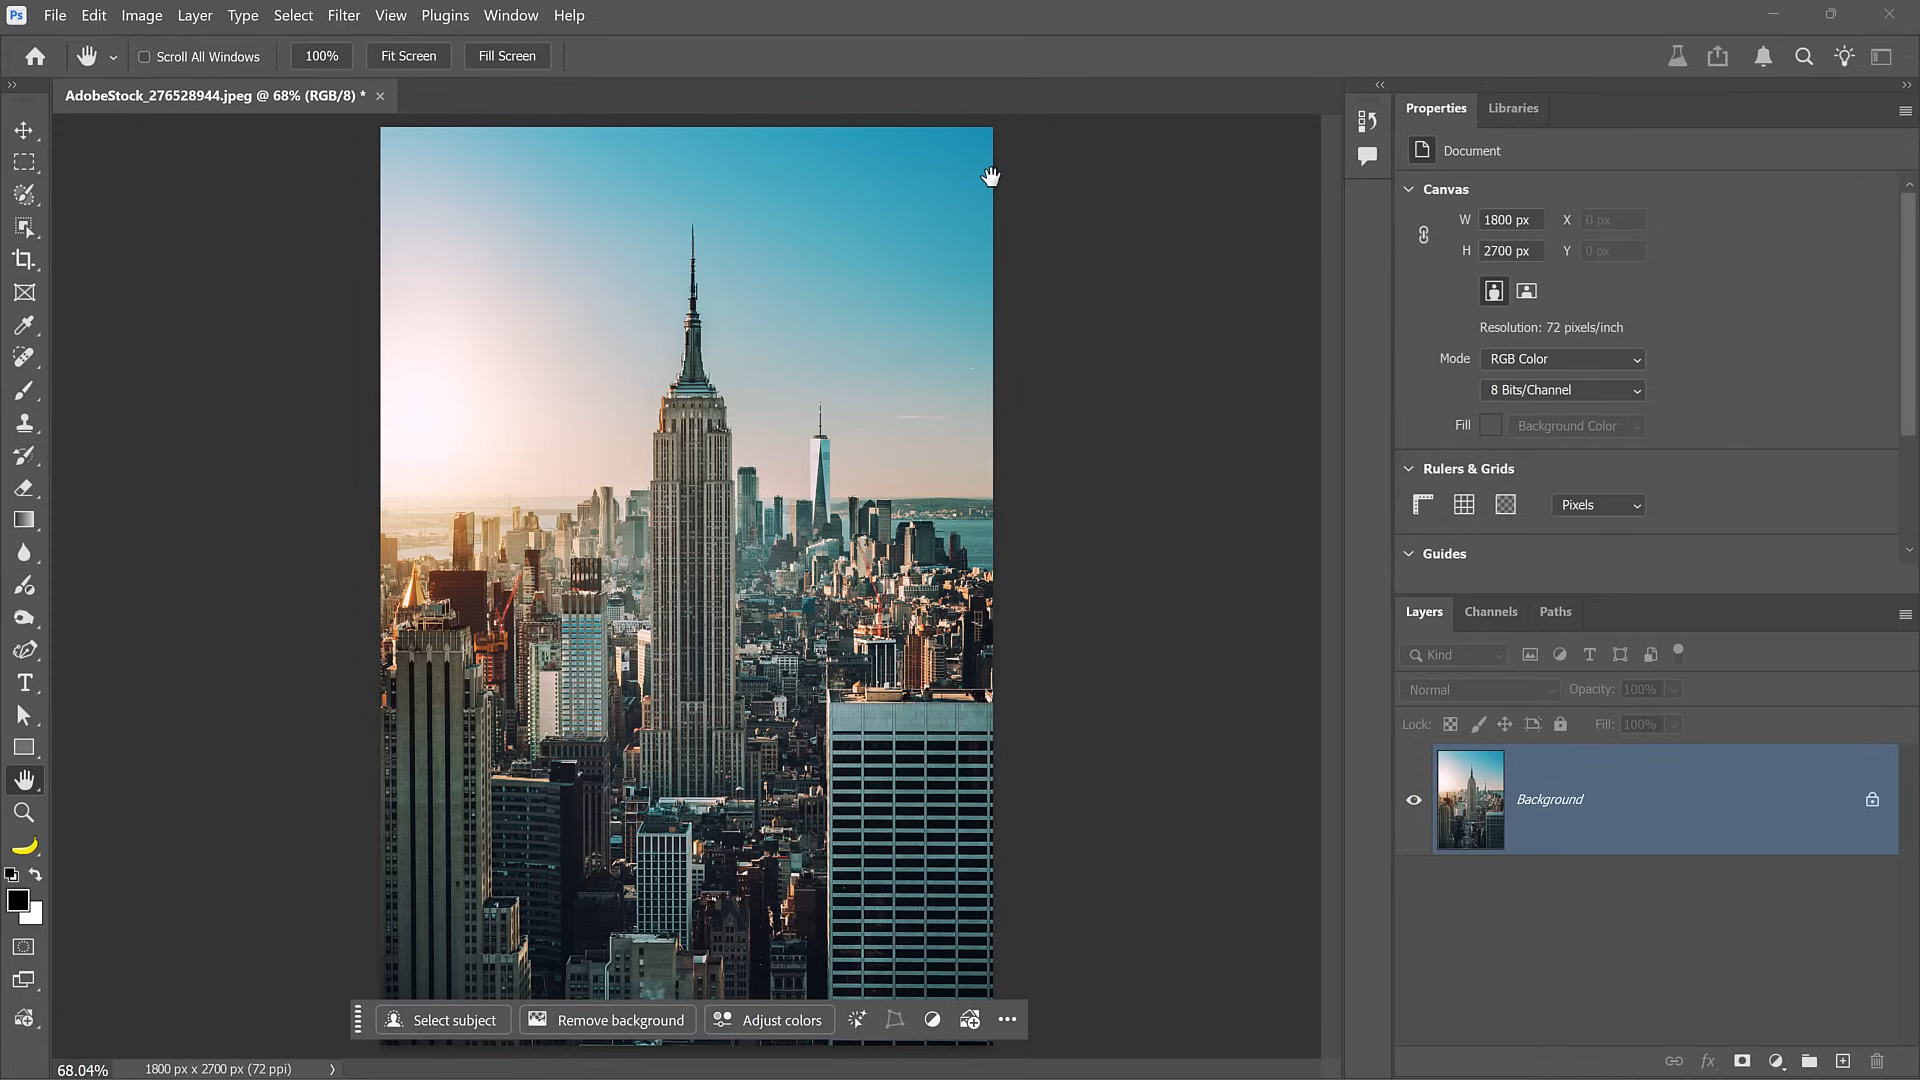 Ps File Edit Image Layer Type Select Filter View Plugins Window Help
Scroll All Windows 100% Fit Screen Fill Screen
AdobeStock_276528944.jpeg @ 68% (RGB/8) *
Properties Libraries
Document
Canvas
W 1800 px X 0 px
H 2700 px Y 0 px
Resolution: 72 pixels/inch
Mode RGB Color
8 Bits/Channel
Fill Background Color
Rulers & Grids
Pixels
Guides
Layers Channels Paths
Kind
Normal Opacity: 100%
Lock: Fill: 100%
Background
Select subject Remove background Adjust colors
68.04% 1800 px x 2700 px (72 ppi)